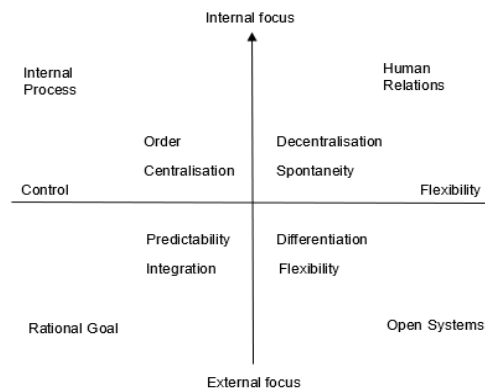 Internal focus
Internal
Process
Human
Relations
Order
Decentralisation
Centralisation
Spontaneity
Control
Flexibility
Predictability
Differentiation
Integration
Flexibility
Rational Goal
Open Systems
External focus